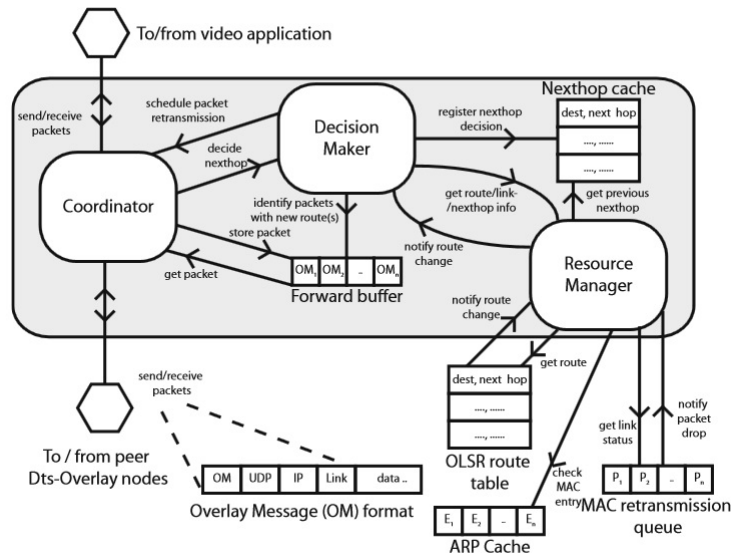 To/from video application
send/receive
packets
schedule packet
retransmission
Decision
Maker
register nexthop
decision
Nexthop cache
dest, next hop
...., ......
...., ......
decide
nexthop
Coordinator
identify packets
with new route(s)
get route/link-
/nexthop info
get previous
nexthop
store packet
get packet
notify route
change
OM1 OM2 .. OMn
Forward buffer
Resource
Manager
notify route
change
get route
send/receive
packets
dest, next hop
...., ......
...., ......
OLSR route
table
get link
status
notify
packet
drop
To / from peer
Dts-Overlay nodes
OM UDP IP Link data ..
Overlay Message (OM) format
check
MAC
entry
P1 P2 .. Pn
MAC retransmission
queue
E1 E2 .. En
ARP Cache